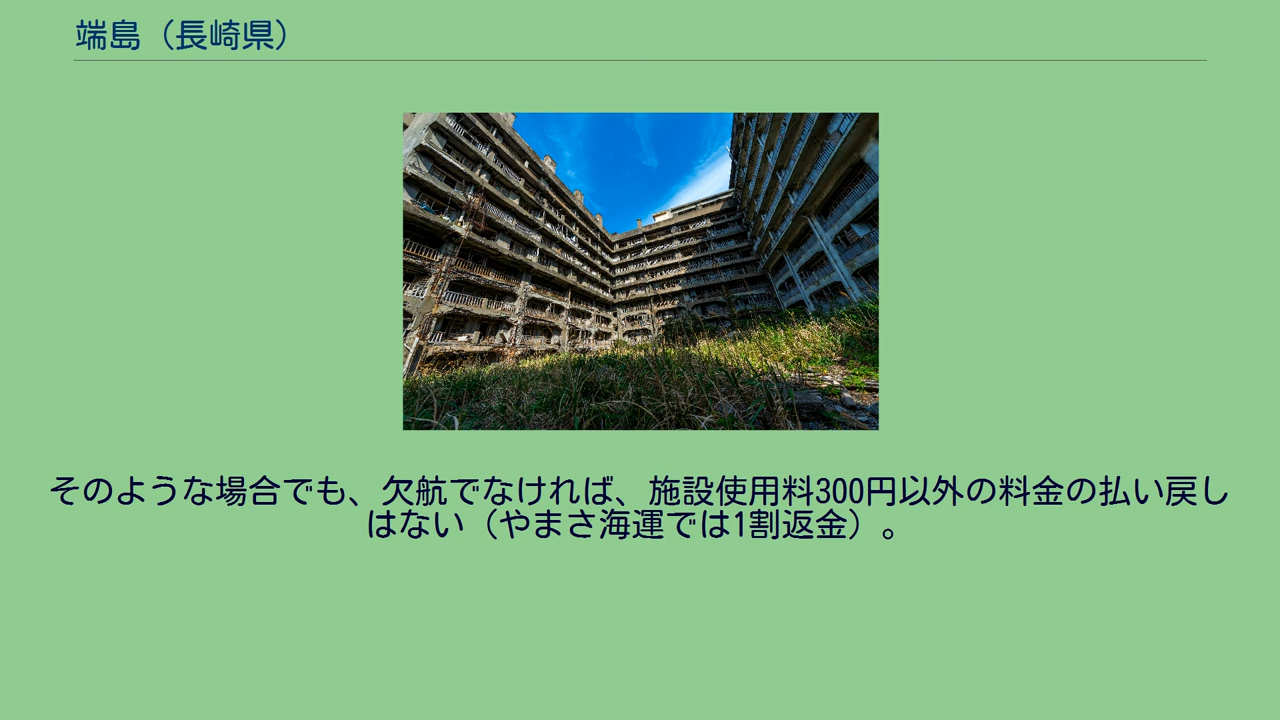 端島（長崎県）
そのような場合でも、欠航でなければ、施設使用料300円以外の料金の払い戻し
はない（やまさ海運では1割返金）。